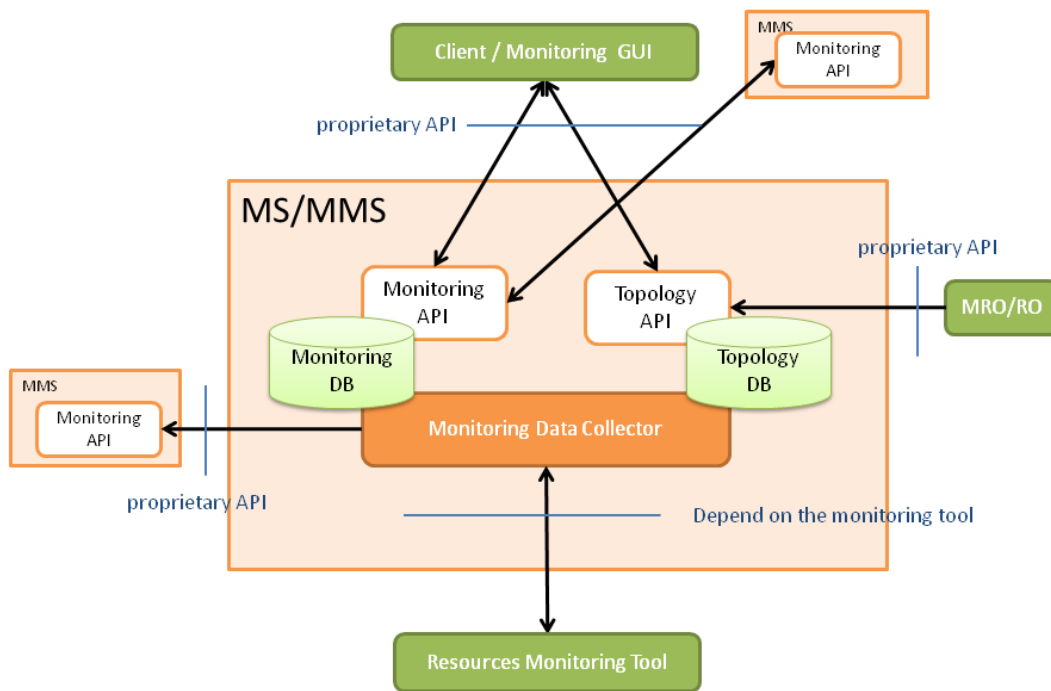 MMS
Client / Monitoring GUI
Monitoring
API
proprietary API
MS/MMS
proprietary API
Monitoring
API
Topology
API
MRO/RO
Monitoring
DB
Topology
DB
MMS
Monitoring
API
Monitoring Data Collector
proprietary API
Depend on the monitoring tool
Resources Monitoring Tool